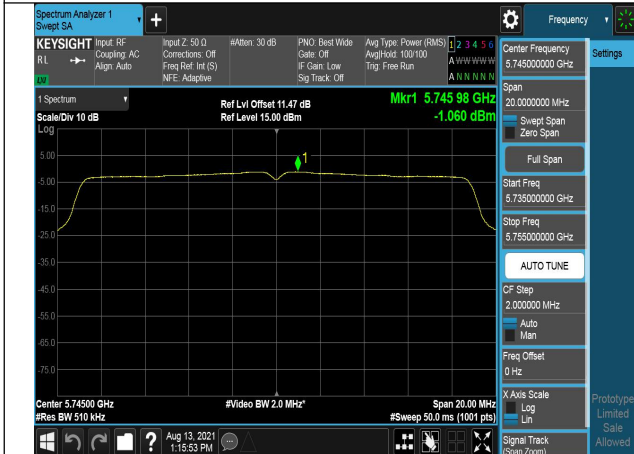 Spectrum Analyzer 1
Swept SA
+
Frequency
KEYSIGHT
RL
Input: RF
Coupling: AC
Align: Auto
Input Z: 50 Ω
Corrections: Off
Freq Ref: Int (S)
NFE: Adaptive
#Atten: 30 dB
PNO: Best Wide
Gate: Off
IF Gain: Low
Sig Track: Off
Avg Type: Power (RMS)
Avg|Hold: 100/100
Trig: Free Run
1 2 3 4 5 6
A W W W W W
A N N N N N
1 Spectrum
Scale/Div 10 dB
Log
Ref Lvl Offset 11.47 dB
Ref Level 15.00 dBm
Mkr1 5.745 98 GHz
-1.060 dBm
1
5.00
-5.00
-15.0
-25.0
-35.0
-45.0
-55.0
-65.0
-75.0
Center 5.74500 GHz
#Res BW 510 kHz
#Video BW 2.0 MHz*
Span 20.00 MHz
#Sweep 50.0 ms (1001 pts)
Center Frequency
5.745000000 GHz
Settings
Span
20.0000000 MHz
Swept Span
Zero Span
Full Span
Start Freq
5.735000000 GHz
Stop Freq
5.755000000 GHz
AUTO TUNE
CF Step
2.000000 MHz
Auto
Man
Freq Offset
0 Hz
X Axis Scale
Log
Lin
Signal Track
(Span Zoom)
Prototype
Limited
Sale
Allowed
?
Aug 13, 2021
1:15:53 PM